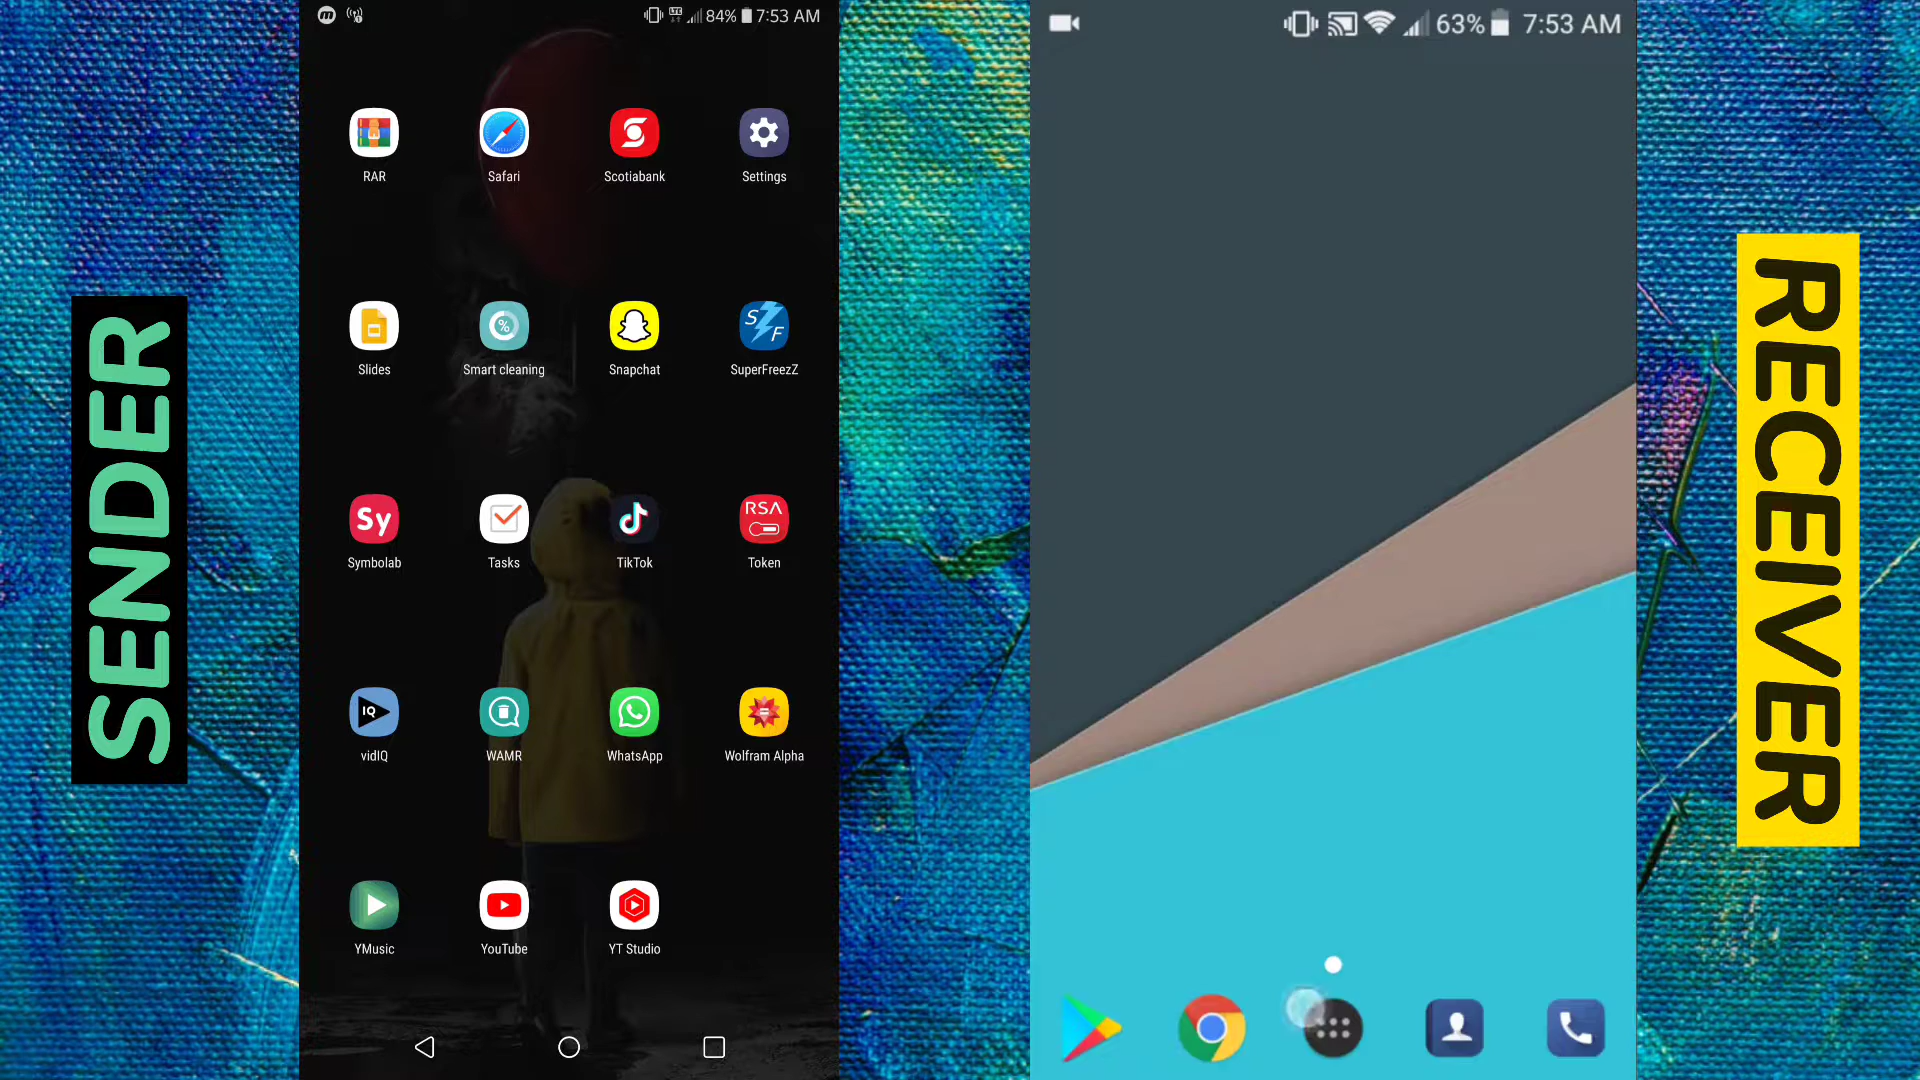 SENDER
84% 7:53 AM
RAR
Safari
Scotiabank
Settings
Slides
%
Smart cleaning
Snapchat
S F
SuperFreezZ
Sy
Symbolab
Tasks
TikTok
RSA
Token
IQ
vidIQ
WAMR
WhatsApp
Wolfram Alpha
YMusic
YouTube
YT Studio
63% 7:53 AM
RECEIVER